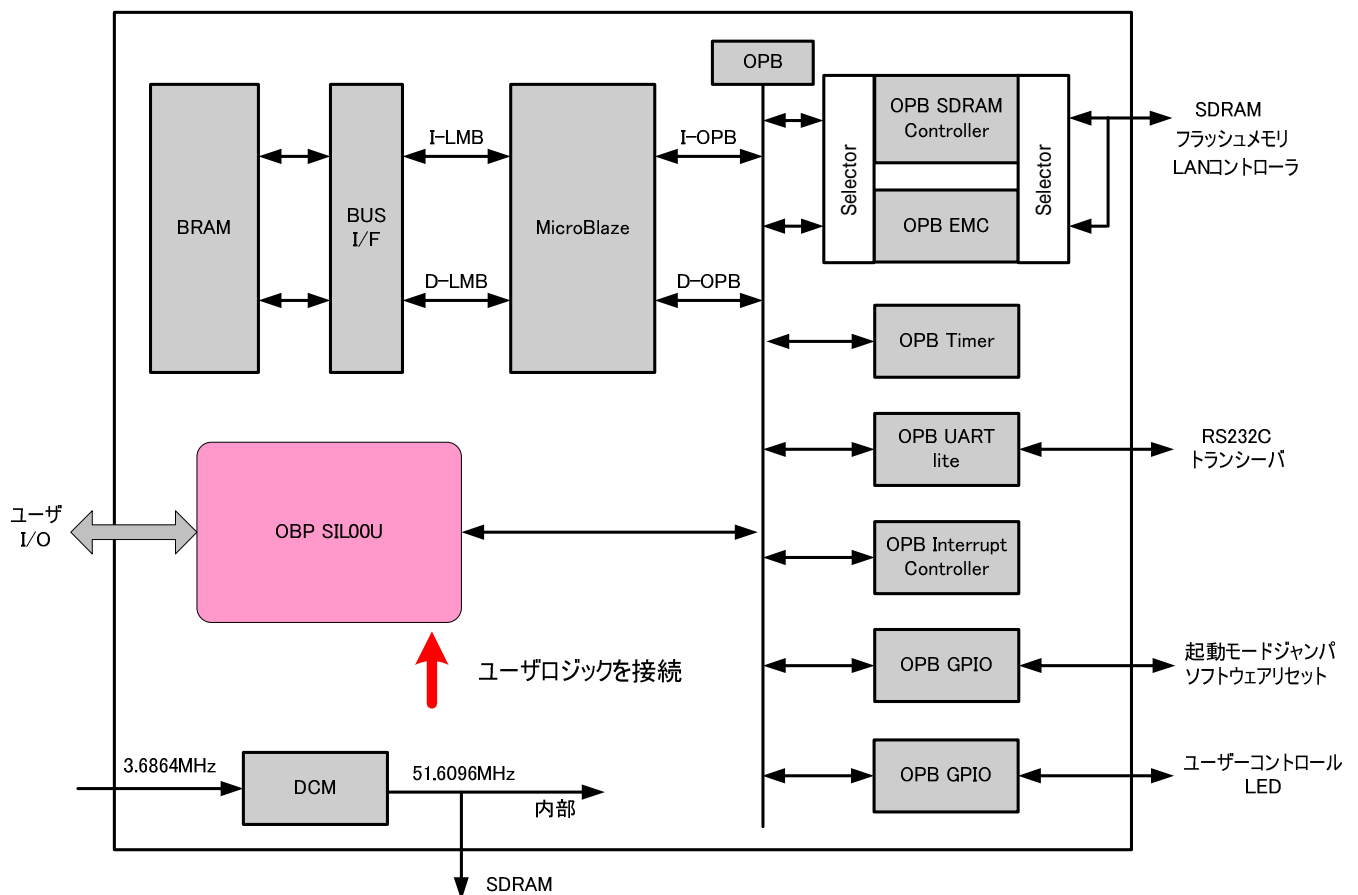 OPB
OPB SDRAM
Controller
SDRAM
フラッシュメモリ
LANコントローラ
I-LMB
I-OPB
Selector
Selector
BRAM
BUS
I/F
MicroBlaze
OPB EMC
D-LMB
D-OPB
OPB Timer
OPB UART
lite
RS232C
トランシーバ
ユーザ
I/O
OBP SIL00U
OPB Interrupt
Controller
ユーザロジックを接続
OPB GPIO
起動モードジャンパ
ソフトウェアリセット
3.6864MHz
DCM
51.6096MHz
内部
OPB GPIO
ユーザーコントロール
LED
SDRAM